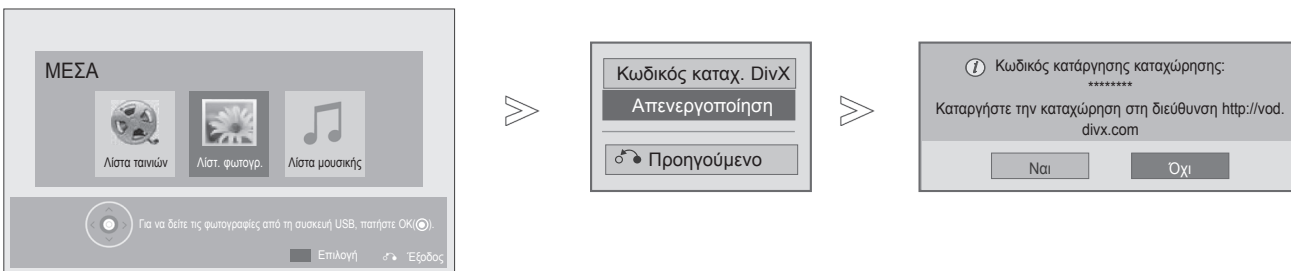 ΜΕΣΑ
Λίστα ταινιών
Λίστ. φωτογρ.
Λίστα μουσικής
Για να δείτε τις φωτογραφίες από τη συσκευή USB, πατήστε OK(◉).
Επιλογή
Έξοδος
Κωδικός καταχ. DivX
Απενεργοποίηση
Προηγούμενο
Κωδικός κατάργησης καταχώρησης:
********
Καταργήστε την καταχώρηση στη διεύθυνση http://vod.
divx.com
Ναι
Όχι